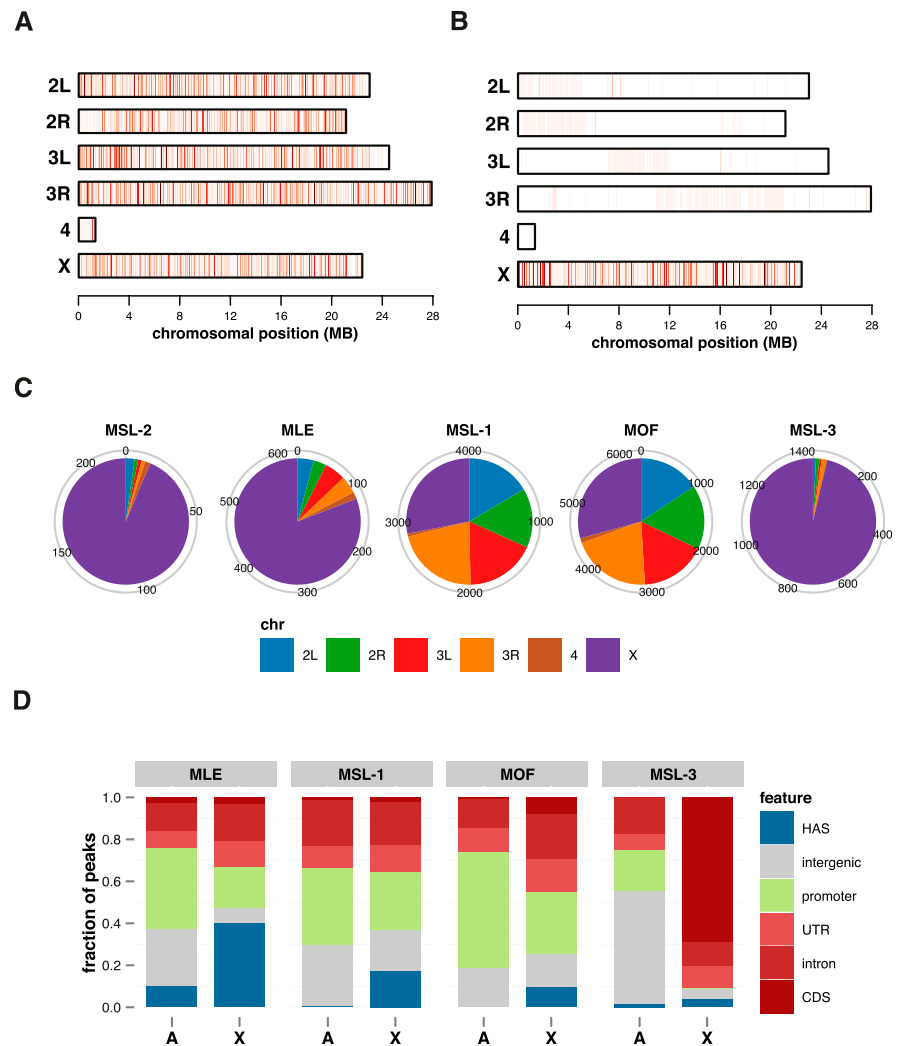 A
B
2L
2R
3L
3R
4
X
0 4 8 12 16 20 24 28
chromosomal position (MB)
2L
2R
3L
3R
4
X
0 4 8 12 16 20 24 28
chromosomal position (MB)
C
MSL-2
0
50
100
150
200
MLE
0
100
200
300
400
500
600
MSL-1
4000
1000
2000
3000
MOF
0
1000
2000
3000
4000
5000
6000
MSL-3
1400
200
400
600
800
1000
1200
chr
2L 2R 3L 3R 4 X
D
MLE MSL-1 MOF MSL-3
fraction of peaks
1.0
0.8
0.6
0.4
0.2
0.0
A X A X A X A X
feature
HAS
intergenic
promoter
UTR
intron
CDS